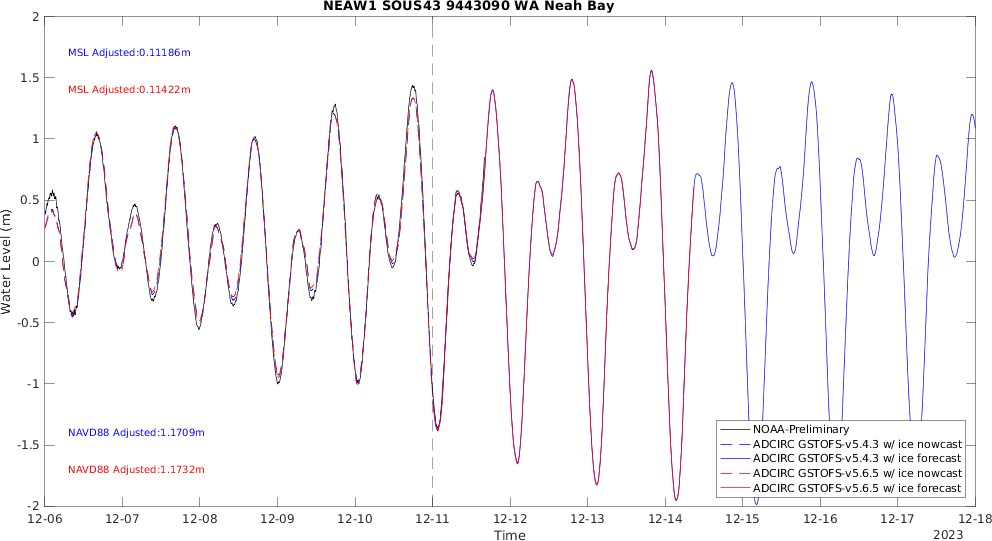 NEAW1 SOUS43 9443090 WA Neah Bay
2
1.5
1
0.5
0
-0.5
-1
-1.5
-2
Water Level (m)
MSL Adjusted:0.11186m
MSL Adjusted:0.11422m
NAVD88 Adjusted:1.1709m
NAVD88 Adjusted:1.1732m
NOAA-Preliminary
ADCIRC GSTOFS-v5.4.3 w/ ice nowcast
ADCIRC GSTOFS-v5.4.3 w/ ice forecast
ADCIRC GSTOFS-v5.6.5 w/ ice nowcast
ADCIRC GSTOFS-v5.6.5 w/ ice forecast
12-06 12-07 12-08 12-09 12-10 12-11 12-12 12-13 12-14 12-15 12-16 12-17 12-18
Time
2023